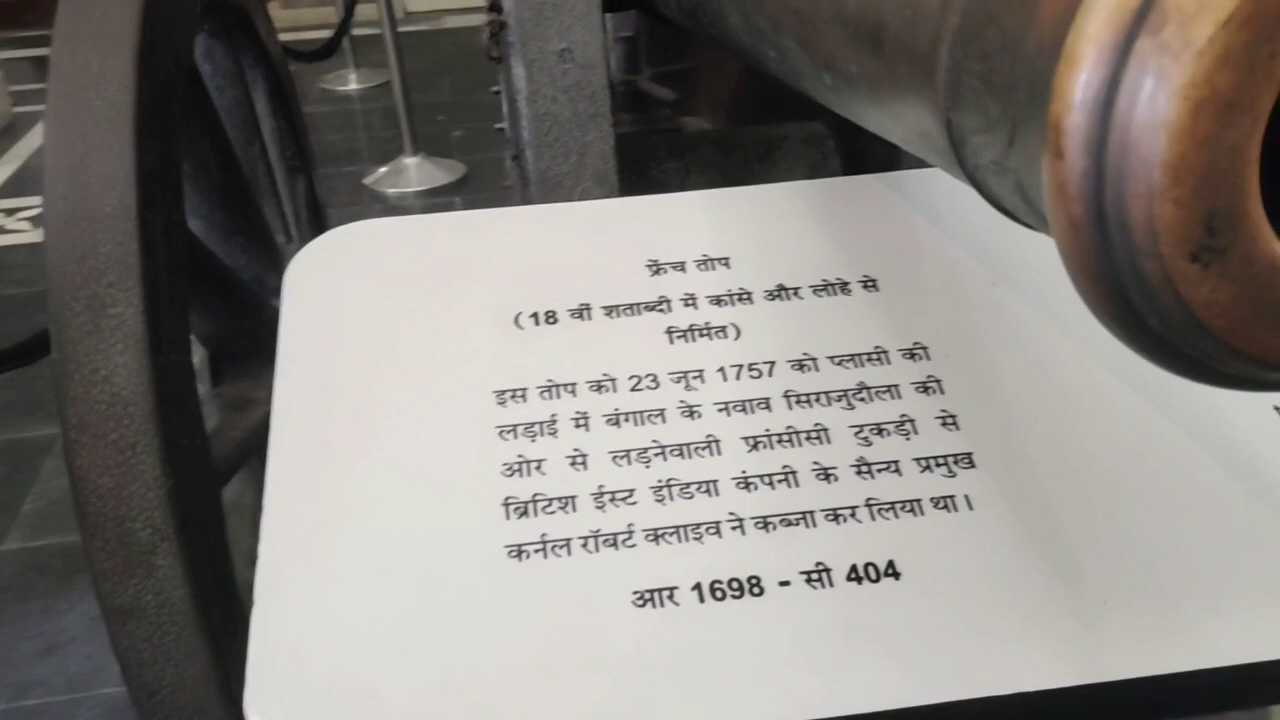 फ्रेंच तोप
(18 वीं शताब्दी में कांसे और लोहे से
निर्मित)
इस तोप को 23 जून 1757 को प्लासी की
लड़ाई में बंगाल के नवाव सिराजुदौला की
ओर से लड़नेवाली फ्रांसीसी टुकड़ी से
ब्रिटिश ईस्ट इंडिया कंपनी के सैन्य प्रमुख
कर्नल रॉबर्ट क्लाइव ने कब्जा कर लिया था।
आर 1698 - सी 404